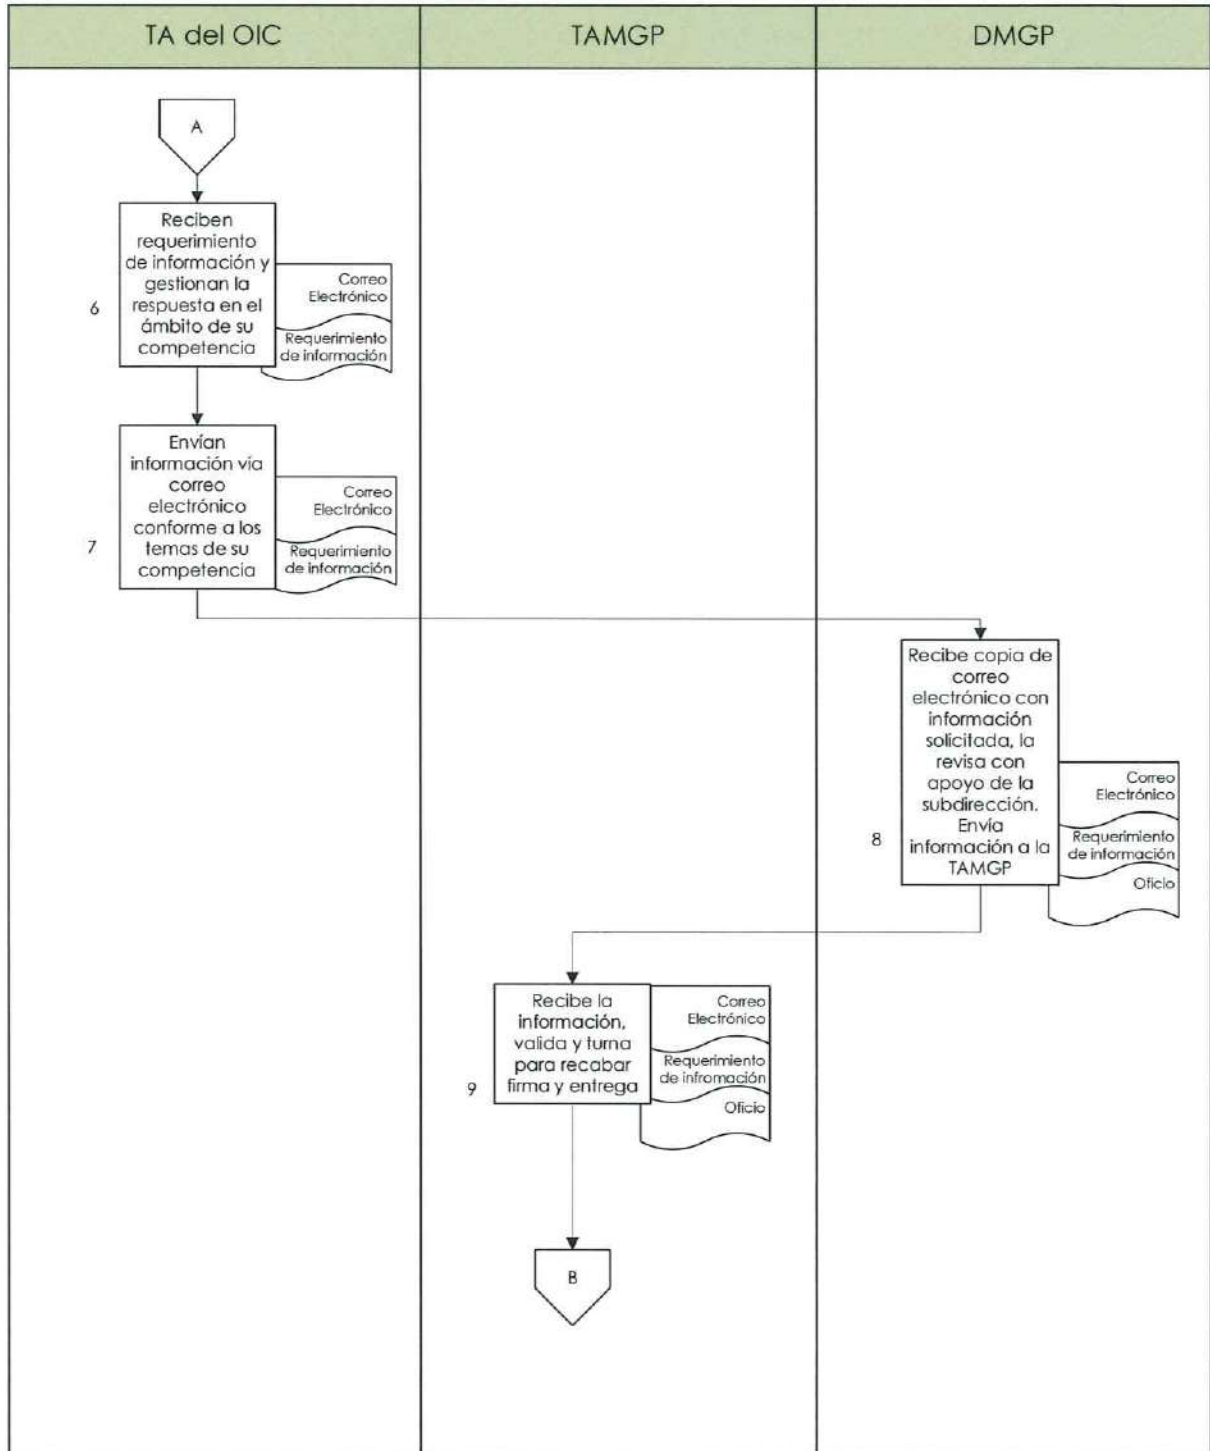 TA del OIC
TAMGP
DMGP
A
Reciben
requerimiento
de información y
gestionan la
respuesta en el
ámbito de su
competencia
6
Correo
Electrónico
Requerimiento
de información
Envían
información vía
correo
electrónico
conforme a los
temas de su
competencia
7
Correo
Electrónico
Requerimiento
de información
Recibe copia de
correo
electrónico con
información
solicitada, la
revisa con
apoyo de la
subdirección.
Envía
información a la
TAMGP
8
Correo
Electrónico
Requerimiento
de información
Oficio
Recibe la
información,
valida y turna
para recabar
firma y entrega
9
Correo
Electrónico
Requerimiento
de infromación
Oficio
B